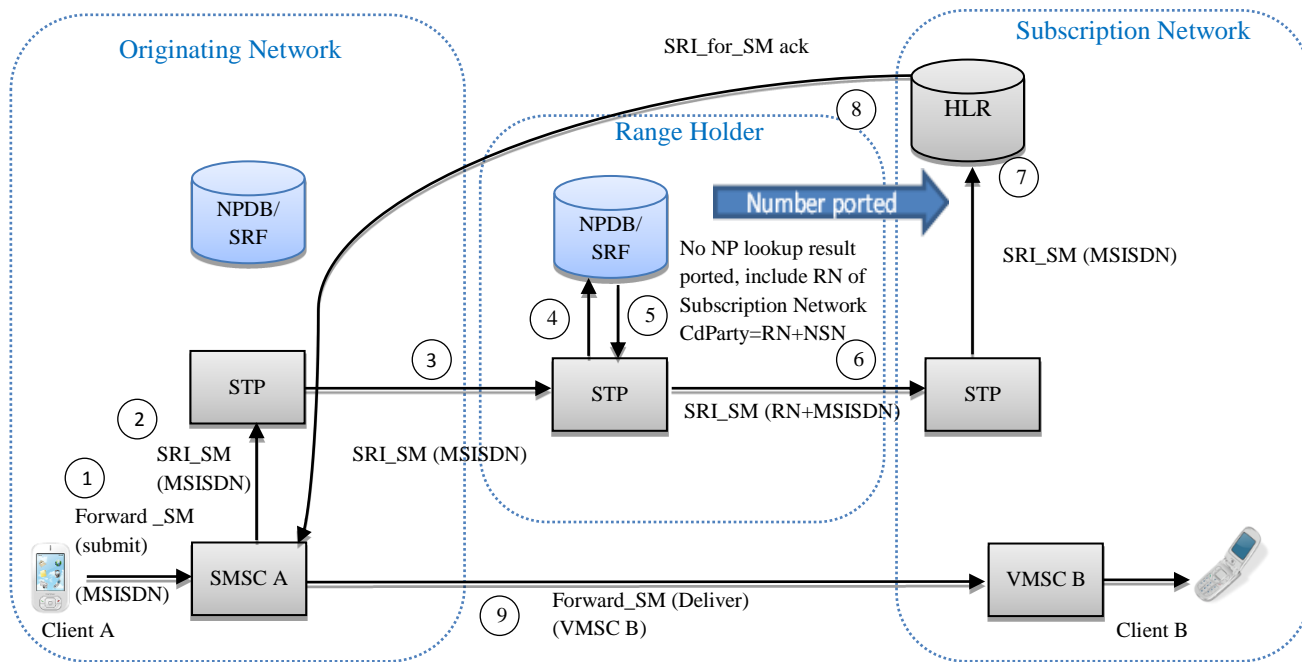 Originating Network
SRI_for_SM ack
Subscription Network
8
HLR
Range Holder
7
NPDB/
SRF
NPDB/
SRF
Number ported
No NP lookup result
ported, include RN of
Subscription Network
CdParty=RN+NSN
SRI_SM (MSISDN)
4
5
3
6
STP
STP
STP
2
SRI_SM (RN+MSISDN)
SRI_SM
(MSISDN)
SRI_SM (MSISDN)
1
Forward _SM
(submit)
(MSISDN)
SMSC A
VMSC B
9
Forward_SM (Deliver)
(VMSC B)
Client A
Client B